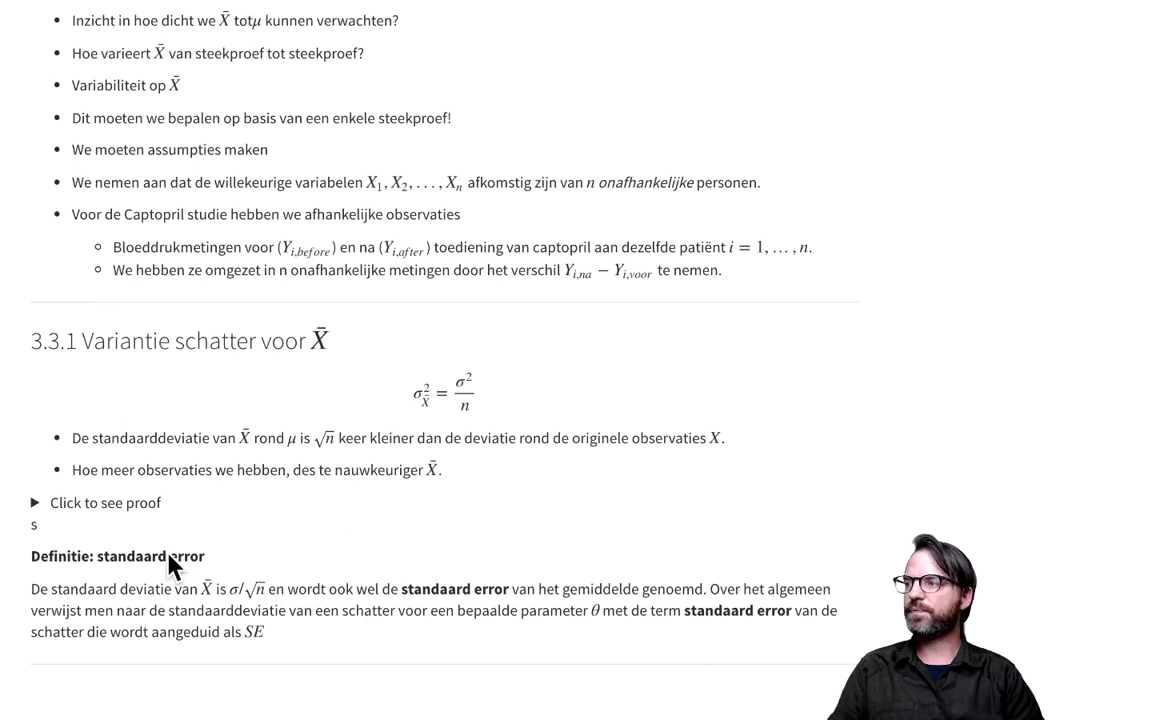 • Inzicht in hoe dicht we X̄ totμ kunnen verwachten?
• Hoe varieert X̄ van steekproef tot steekproef?
• Variabiliteit op X̄
• Dit moeten we bepalen op basis van een enkele steekproef!
• We moeten assumpties maken
• We nemen aan dat de willekeurige variabelen X₁, X₂, . . . , Xₙ afkomstig zijn van n onafhankelijke personen.
• Voor de Captopril studie hebben we afhankelijke observaties
◦ Bloeddrukmetingen voor (Y_{i,before}) en na (Y_{i,after}) toediening van captopril aan dezelfde patiënt i = 1, . . . , n.
◦ We hebben ze omgezet in n onafhankelijke metingen door het verschil Y_{i,na} − Y_{i,voor} te nemen.
3.3.1 Variantie schatter voor X̄
σ²_{X̄} = σ²/n
• De standaarddeviatie van X̄ rond μ is √n keer kleiner dan de deviatie rond de originele observaties X.
• Hoe meer observaties we hebben, des te nauwkeuriger X̄.
▶ Click to see proof
s
Definitie: standaard error
De standaard deviatie van X̄ is σ/√n en wordt ook wel de standaard error van het gemiddelde genoemd. Over het algemeen
verwijst men naar de standaarddeviatie van een schatter voor een bepaalde parameter θ met de term standaard error van de
schatter die wordt aangeduid als SE